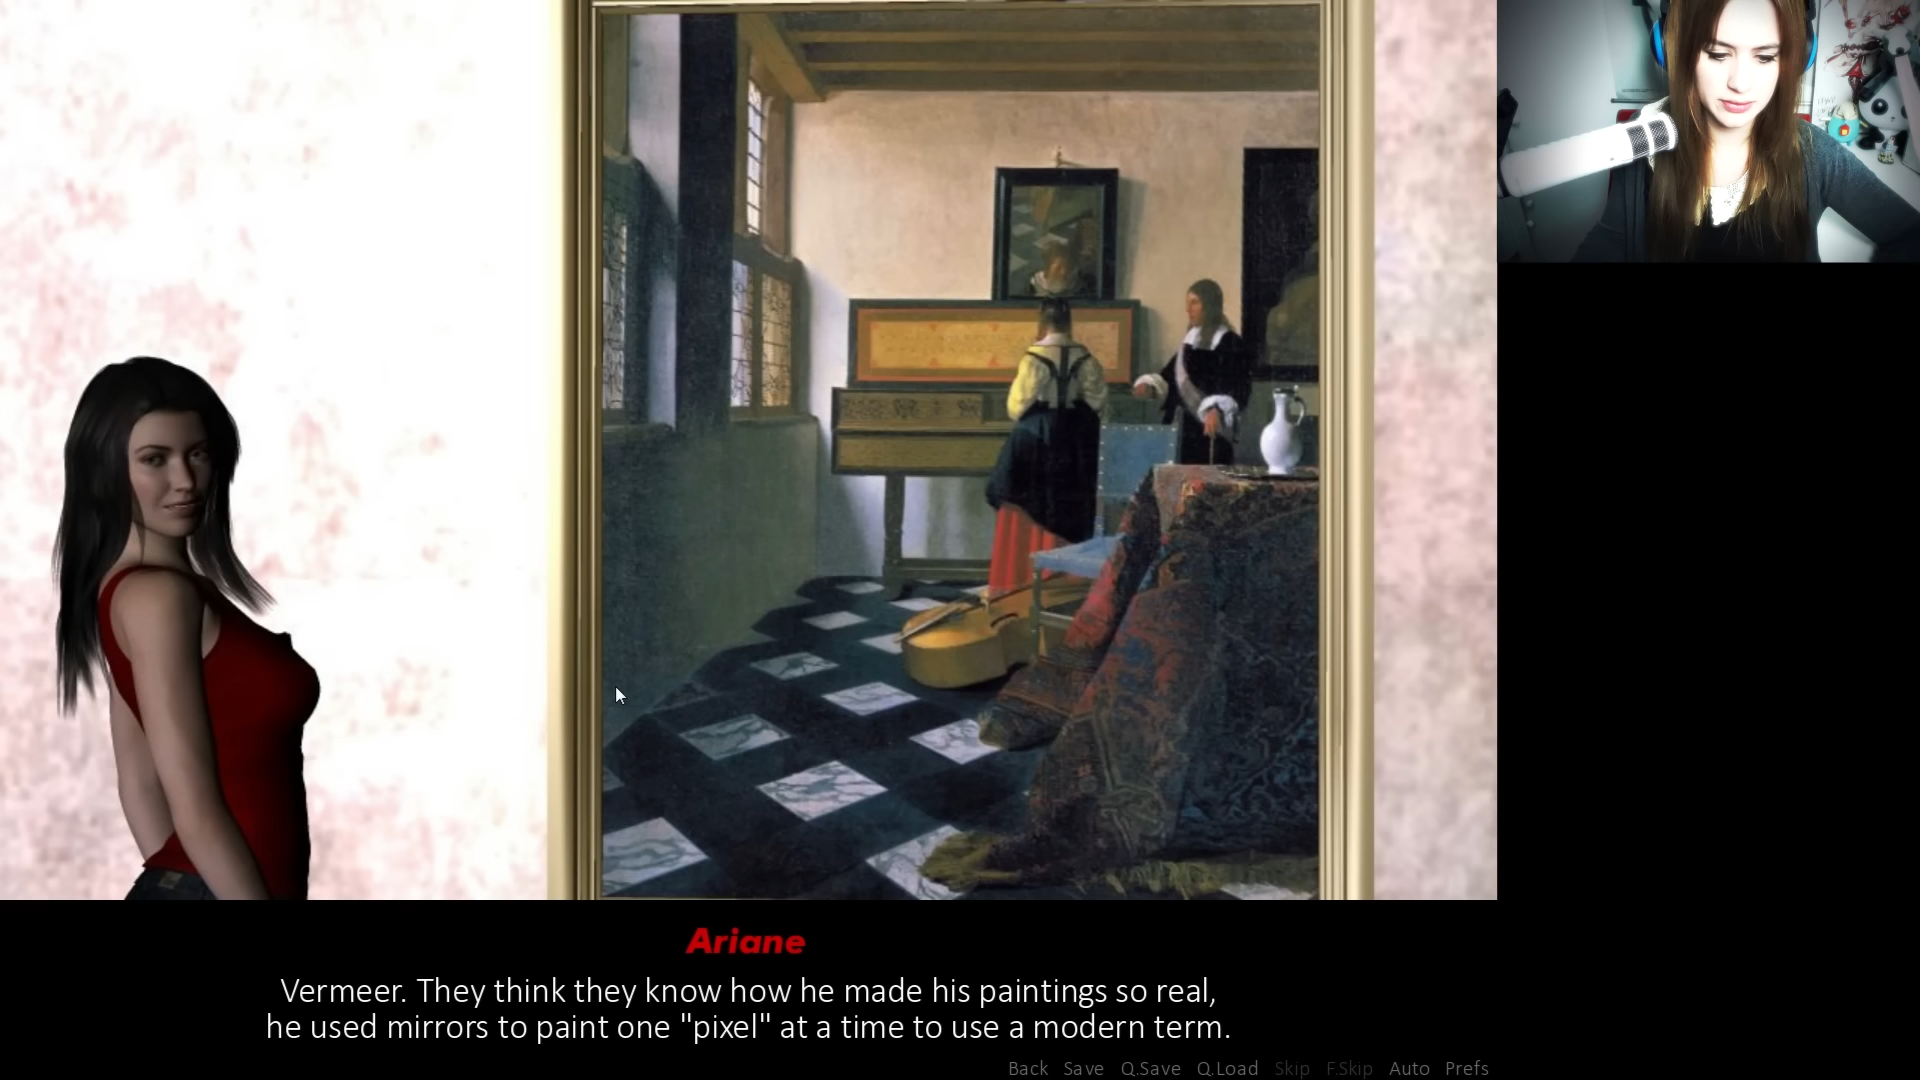 Ariane
Vermeer. They think they know how he made his paintings so real,
he used mirrors to paint one "pixel" at a time to use a modern term.
Back Save Q.Save Q.Load Skip F.Skip Auto Prefs